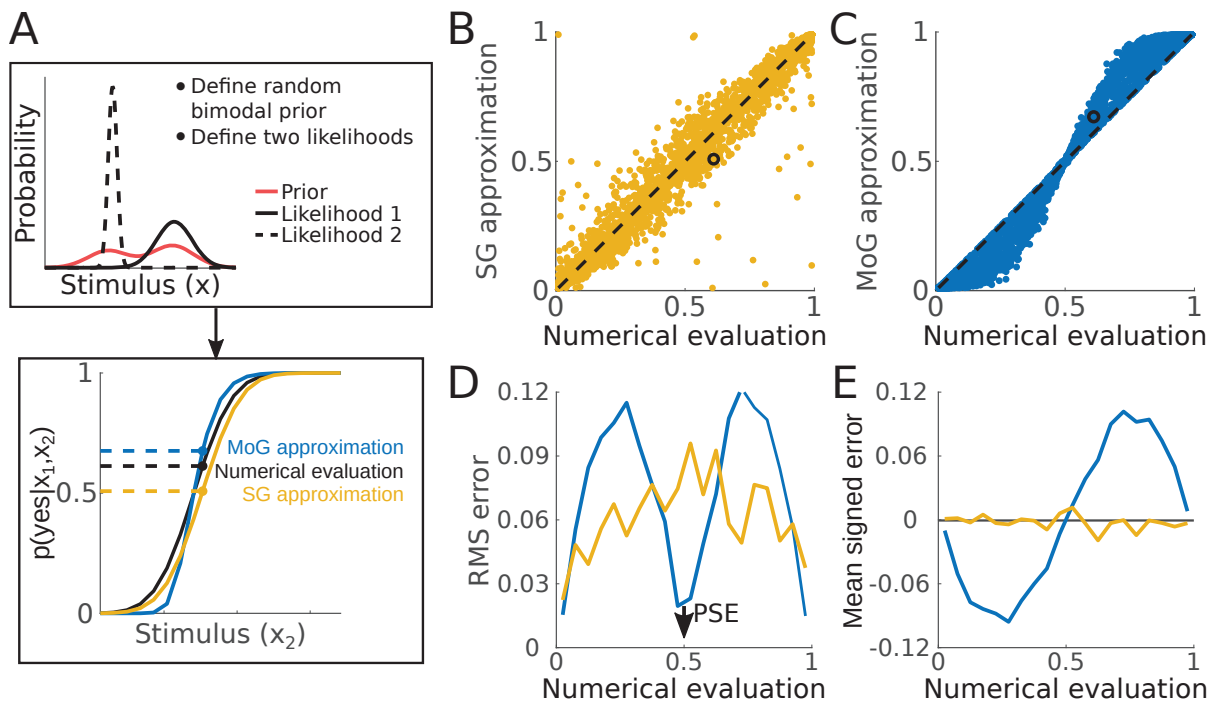 A
• Define random
bimodal prior
• Define two likelihoods
Prior
Likelihood 1
Likelihood 2
Probability
Stimulus (x)
1
0.5
0
p(yes|x1,x2)
MoG approximation
Numerical evaluation
SG approximation
Stimulus (x2)
B
1
0.5
0
SG approximation
0.5
1
Numerical evaluation
C
1
0.5
0
MoG approximation
0
0.5
1
Numerical evaluation
D
0.12
0.09
0.06
0.03
0
RMS error
PSE
0
0.5
1
Numerical evaluation
E
0.12
0.06
0
-0.06
-0.12
Mean signed error
0
0.5
1
Numerical evaluation